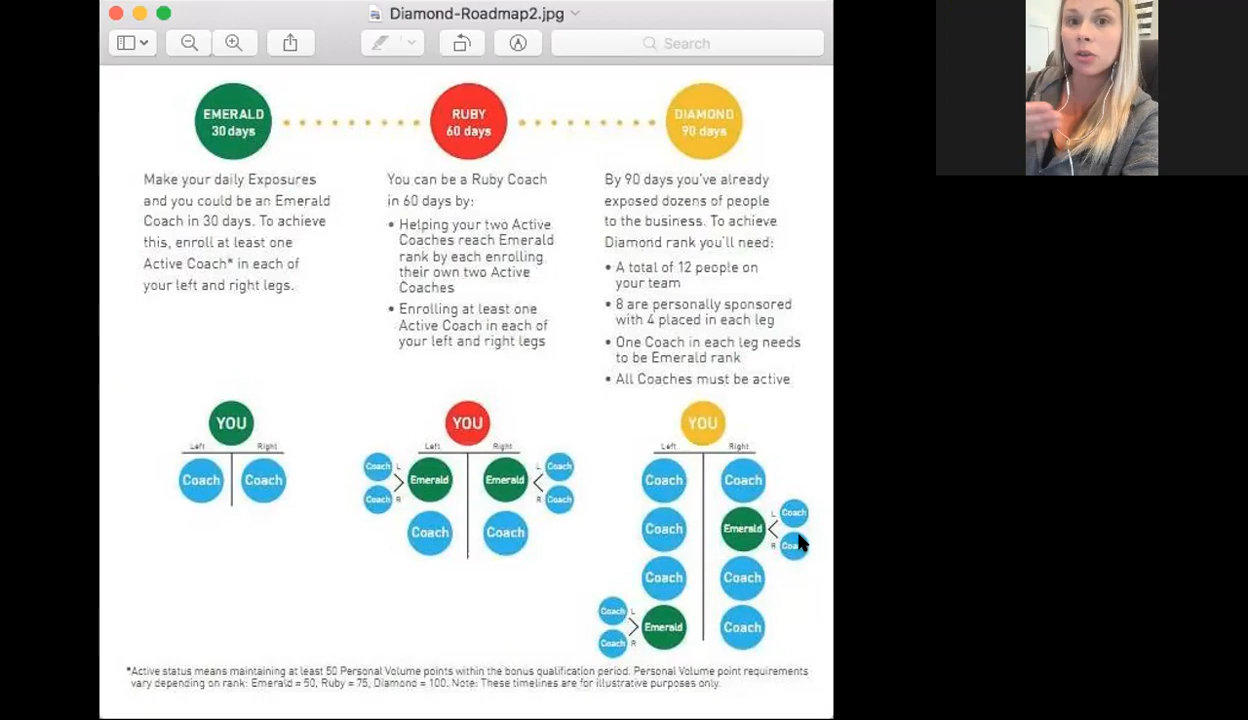 Diamond-Roadmap2.jpg
Search
EMERALD
30 days
RUBY
60 days
DIAMOND
90 days
Make your daily Exposures
and you could be an Emerald
Coach in 30 days. To achieve
this, enroll at least one
Active Coach* in each of
your left and right legs.
You can be a Ruby Coach
in 60 days by:
• Helping your two Active
Coaches reach Emerald
rank by each enrolling
their own two Active
Coaches
• Enrolling at least one
Active Coach in each of
your left and right legs
By 90 days you've already
exposed dozens of people
to the business. To achieve
Diamond rank you'll need:
• A total of 12 people on
your team
• 8 are personally sponsored
with 4 placed in each leg
• One Coach in each leg needs
to be Emerald rank
• All Coaches must be active
YOU
Left Right
Coach Coach
YOU
Left Right
Coach L Emerald Emerald L Coach
Coach R R Coach
Coach Coach
YOU
Left Right
Coach Coach
Coach Emerald L Coach
R
Coach Coach
Coach L Emerald Coach
Coach R
*Active status means maintaining at least 50 Personal Volume points within the bonus qualification period. Personal Volume point requirements
vary depending on rank: Emerald = 50, Ruby = 75, Diamond = 100. Note: These timelines are for illustrative purposes only.